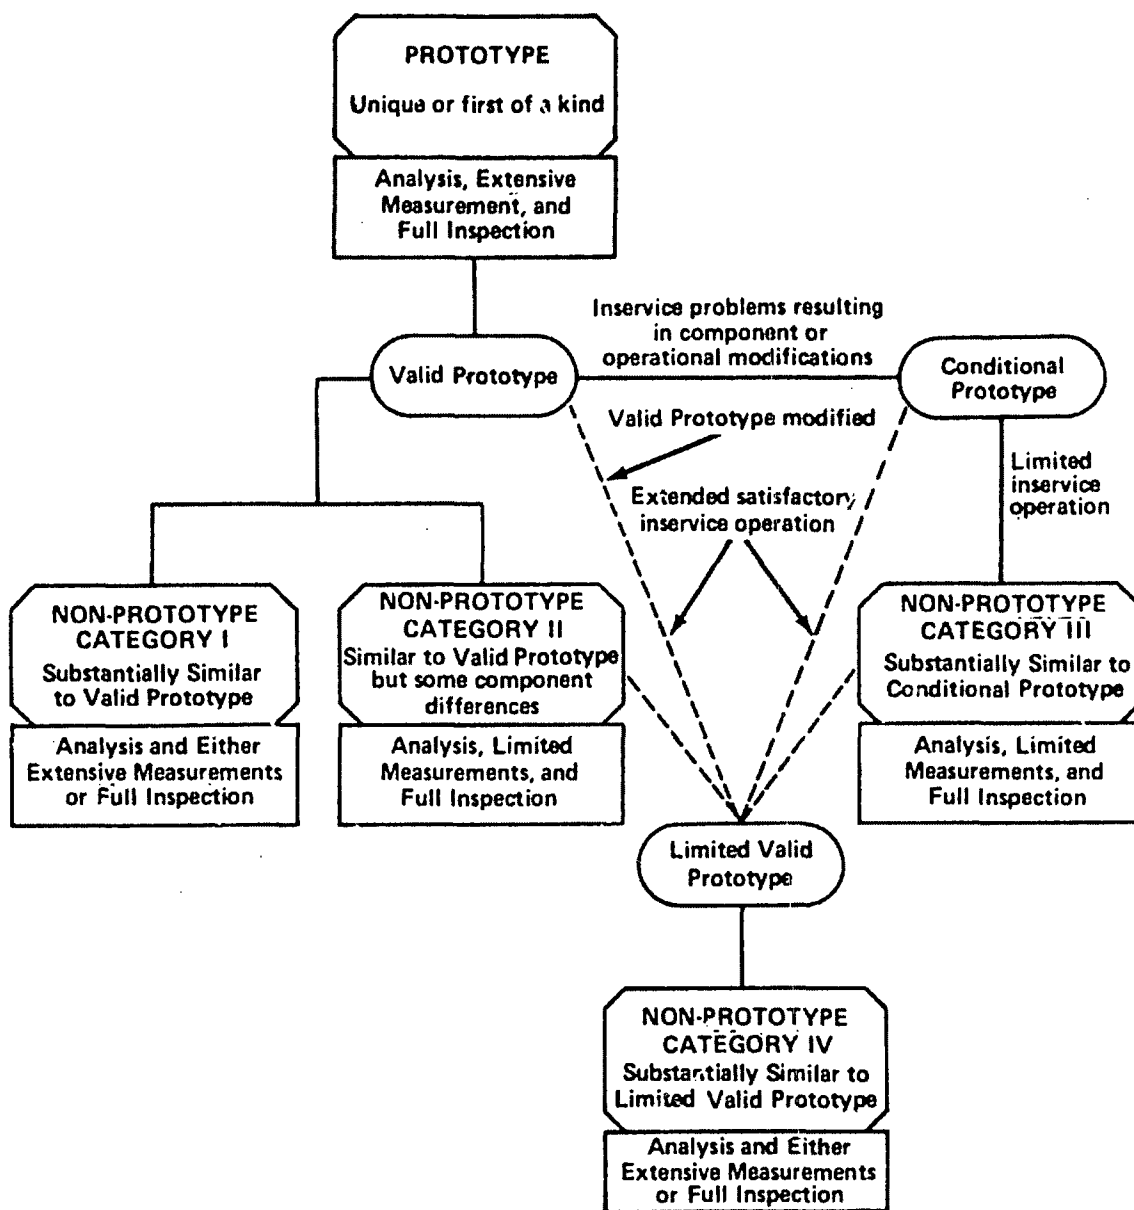 PROTOTYPE
Unique or first of a kind
Analysis, Extensive
Measurement, and
Full Inspection
Inservice problems resulting
in component or
operational modifications
Valid Prototype
Conditional
Prototype
Valid Prototype modified
Limited
inservice
operation
Extended satisfactory
inservice operation
NON-PROTOTYPE
CATEGORY I
Substantially Similar
to Valid Prototype
Analysis and Either
Extensive Measurements
or Full Inspection
NON-PROTOTYPE
CATEGORY II
Similar to Valid Prototype
but some component
differences
Analysis, Limited
Measurements, and
Full Inspection
NON-PROTOTYPE
CATEGORY III
Substantially Similar to
Conditional Prototype
Analysis, Limited
Measurements, and
Full Inspection
Limited Valid
Prototype
NON-PROTOTYPE
CATEGORY IV
Substantially Similar to
Limited Valid Prototype
Analysis and Either
Extensive Measurements
or Full Inspection